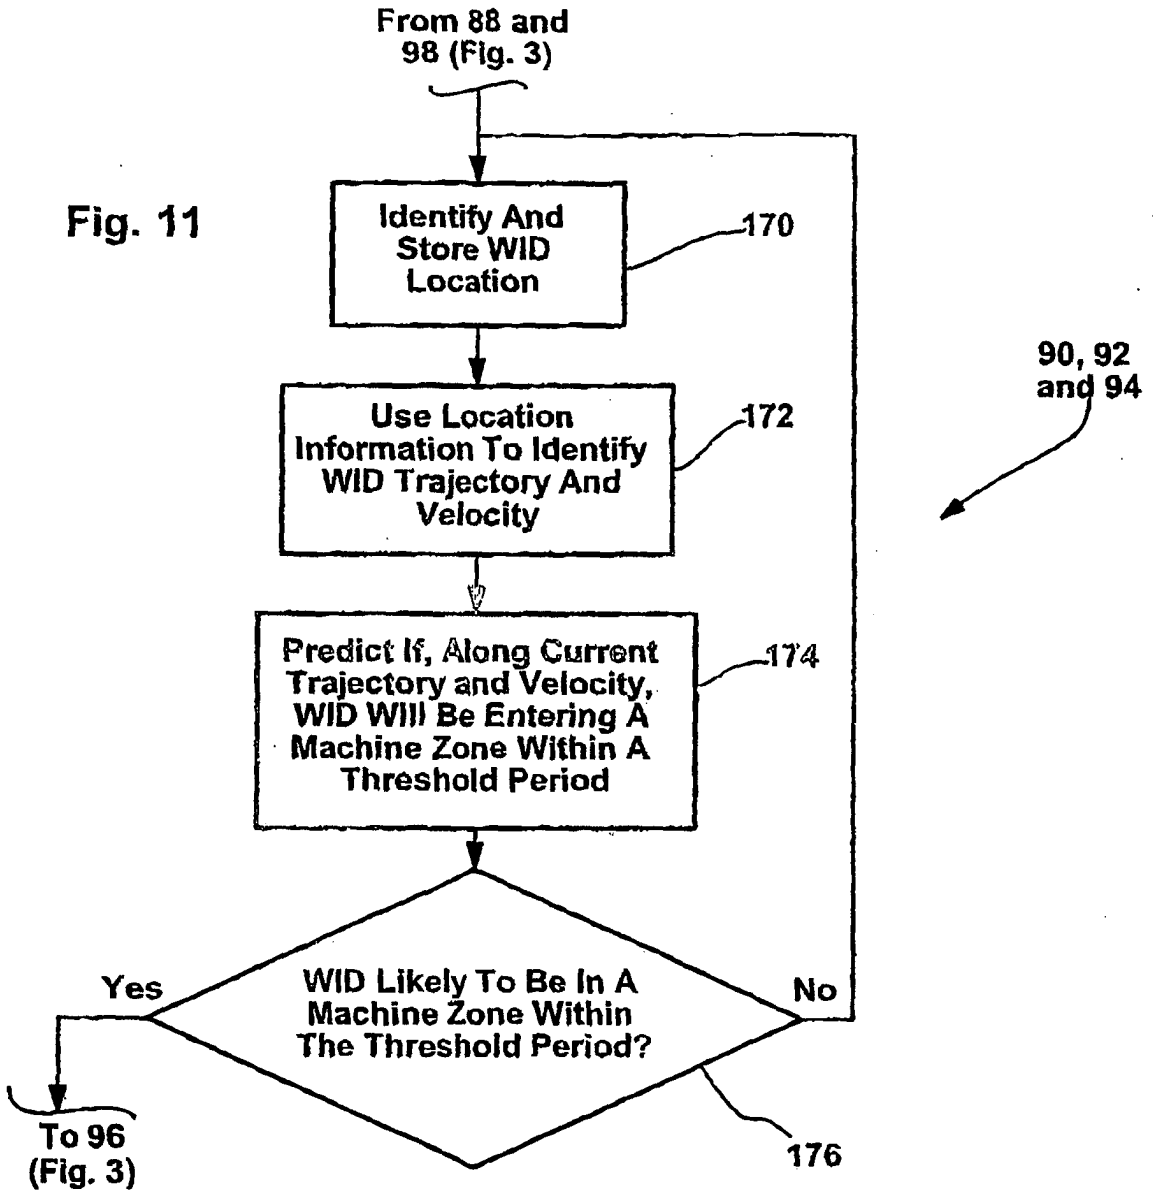 From 88 and
98 (Fig. 3)
Fig. 11
Identify And
Store WID
Location
170
90, 92
and 94
Use Location
Information To Identify
WID Trajectory And
Velocity
172
Predict If, Along Current
Trajectory and Velocity,
WID Will Be Entering A
Machine Zone Within A
Threshold Period
174
Yes
WID Likely To Be In A
Machine Zone Within
The Threshold Period?
No
To 96
(Fig. 3)
176